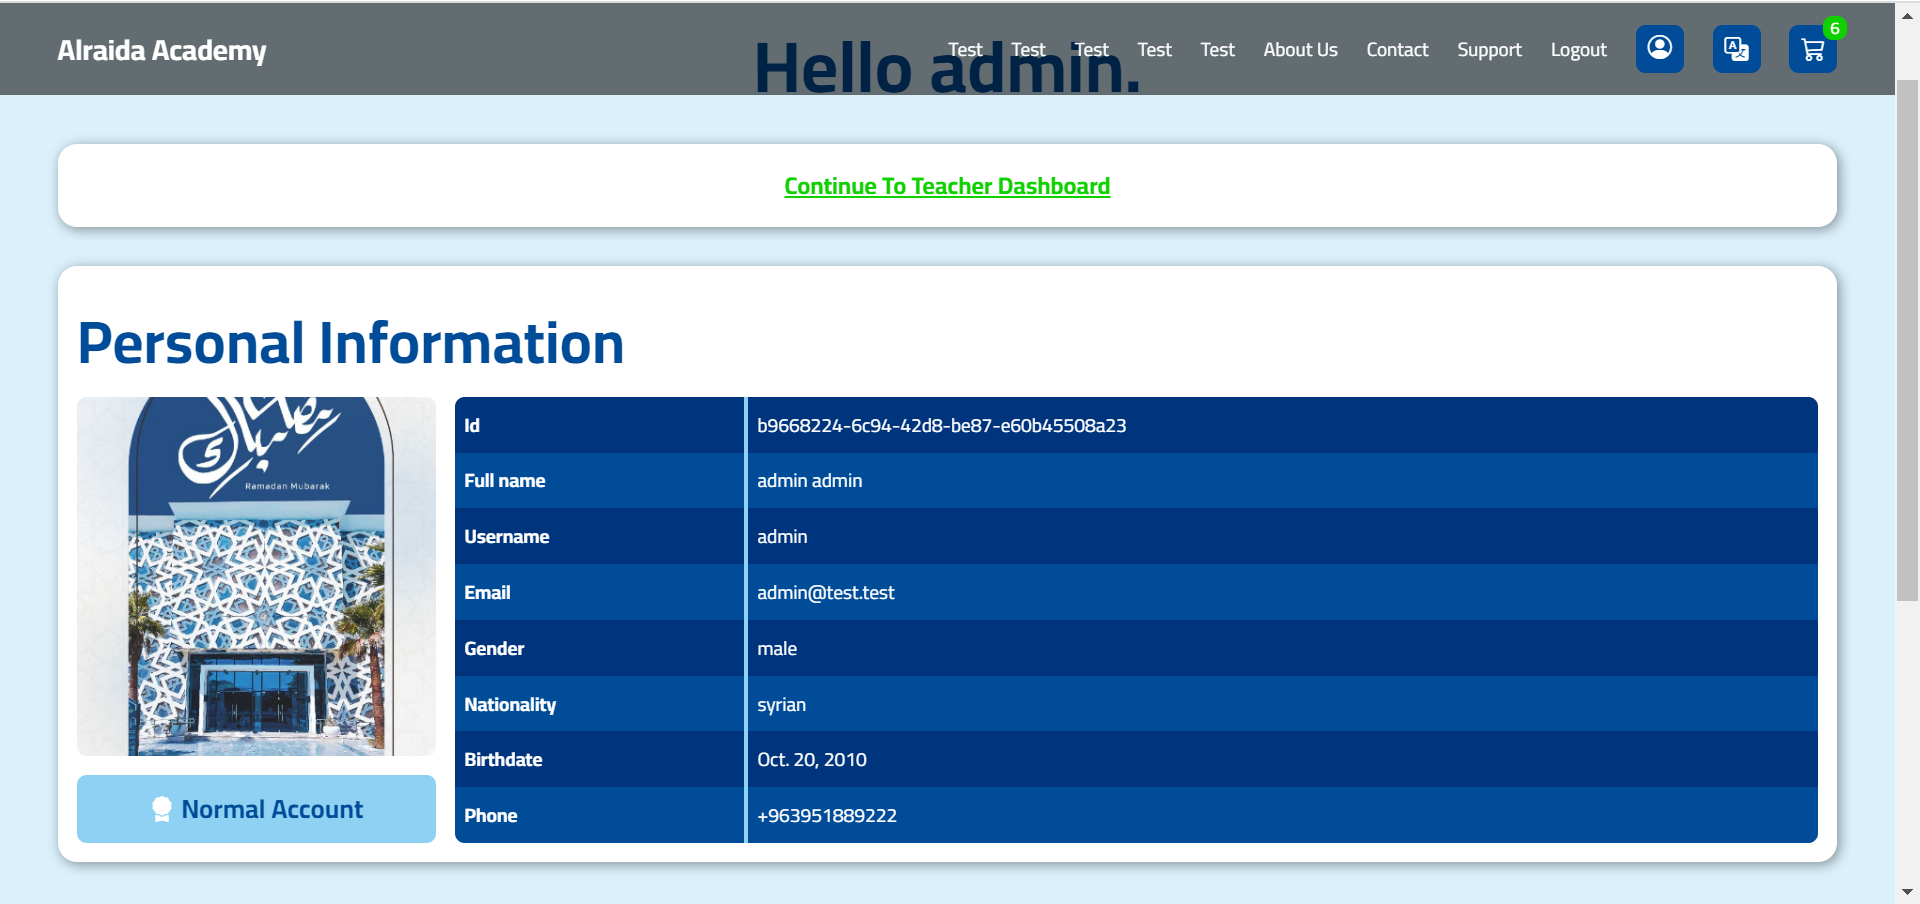 Alraida Academy
Test Test Test Test Test About Us Contact Support Logout 6
Hello admin.
Continue To Teacher Dashboard
Personal Information
Ramadan Mubarak
Normal Account
Id b9668224-6c94-42d8-be87-e60b45508a23
Full name admin admin
Username admin
Email admin@test.test
Gender male
Nationality syrian
Birthdate Oct. 20, 2010
Phone +963951889222